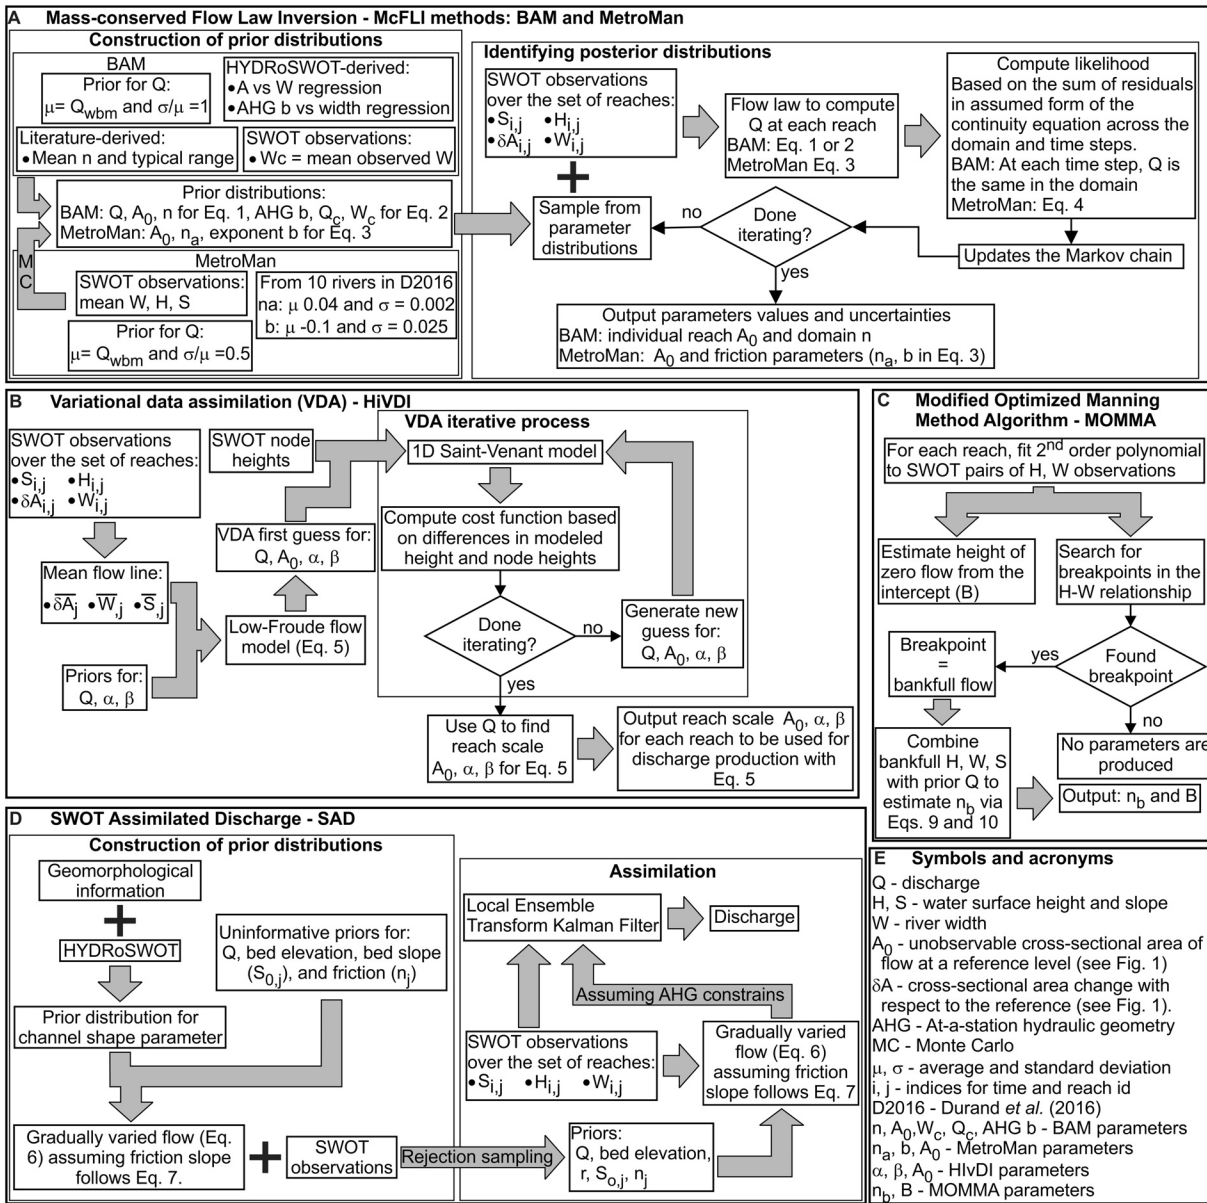 A Mass-conserved Flow Law Inversion - McFLI methods: BAM and MetroMan
Construction of prior distributions
BAM
Prior for Q:
μ= Qwbm and σ/μ =1
HYDRoSWOT-derived:
•A vs W regression
•AHG b vs width regression
Literature-derived:
•Mean n and typical range
SWOT observations:
• Wc = mean observed W
Prior distributions:
BAM: Q, A0, n for Eq. 1, AHG b, Qc, Wc for Eq. 2
MetroMan: A0, na, exponent b for Eq. 3
M
C
MetroMan
SWOT observations:
mean W, H, S
From 10 rivers in D2016
na: μ 0.04 and σ = 0.002
b: μ -0.1 and σ = 0.025
Prior for Q:
μ= Qwbm and σ/μ =0.5
Identifying posterior distributions
SWOT observations
over the set of reaches:
•Si,j •Hi,j
•δAi,j •Wi,j
Sample from
parameter
distributions
Flow law to compute
Q at each reach
BAM: Eq. 1 or 2
MetroMan Eq. 3
Compute likelihood
Based on the sum of residuals
in assumed form of the
continuity equation across the
domain and time steps.
BAM: At each time step, Q is
the same in the domain
MetroMan: Eq. 4
Updates the Markov chain
Done
iterating?
no
yes
Output parameters values and uncertainties
BAM: individual reach A0 and domain n
MetroMan: A0 and friction parameters (na, b in Eq. 3)
B Variational data assimilation (VDA) - HiVDI
SWOT observations
over the set of reaches:
•Si,j •Hi,j
•δAi,j •Wi,j
Mean flow line:
•δAj •W,j •S,j
Priors for:
Q, α, β
SWOT node
heights
VDA first guess for:
Q, A0, α, β
Low-Froude flow
model (Eq. 5)
VDA iterative process
1D Saint-Venant model
Compute cost function based
on differences in modeled
height and node heights
Done
iterating?
no
yes
Generate new
guess for:
Q, A0, α, β
Use Q to find
reach scale
A0, α, β for Eq. 5
Output reach scale A0, α, β
for each reach to be used for
discharge production with
Eq. 5
C Modified Optimized Manning
Method Algorithm - MOMMA
For each reach, fit 2nd order polynomial
to SWOT pairs of H, W observations
Estimate height of
zero flow from the
intercept (B)
Search for
breakpoints in the
H-W relationship
Breakpoint
=
bankfull flow
yes
Found
breakpoint
no
Combine
bankfull H, W, S
with prior Q to
estimate nb via
Eqs. 9 and 10
No parameters are
produced
Output: nb and B
D SWOT Assimilated Discharge - SAD
Construction of prior distributions
Geomorphological
information
HYDRoSWOT
Prior distribution for
channel shape parameter
Uninformative priors for:
Q, bed elevation, bed slope
(S0,j), and friction (nj)
Gradually varied flow (Eq.
6) assuming friction slope
follows Eq. 7.
SWOT
observations
Rejection sampling
Assimilation
Local Ensemble
Transform Kalman Filter
Discharge
Assuming AHG constrains
SWOT observations
over the set of reaches:
•Si,j •Hi,j •Wi,j
Gradually varied
flow (Eq. 6)
assuming friction
slope follows Eq. 7
Priors:
Q, bed elevation,
r, So,j, nj
E Symbols and acronyms
Q - discharge
H, S - water surface height and slope
W - river width
A0 - unobservable cross-sectional area of
flow at a reference level (see Fig. 1)
δA - cross-sectional area change with
respect to the reference (see Fig. 1).
AHG - At-a-station hydraulic geometry
MC - Monte Carlo
μ, σ - average and standard deviation
i, j - indices for time and reach id
D2016 - Durand et al. (2016)
n, A0,Wc, Qc, AHG b - BAM parameters
na, b, A0 - MetroMan parameters
α, β, A0 - HIvDI parameters
nb, B - MOMMA parameters